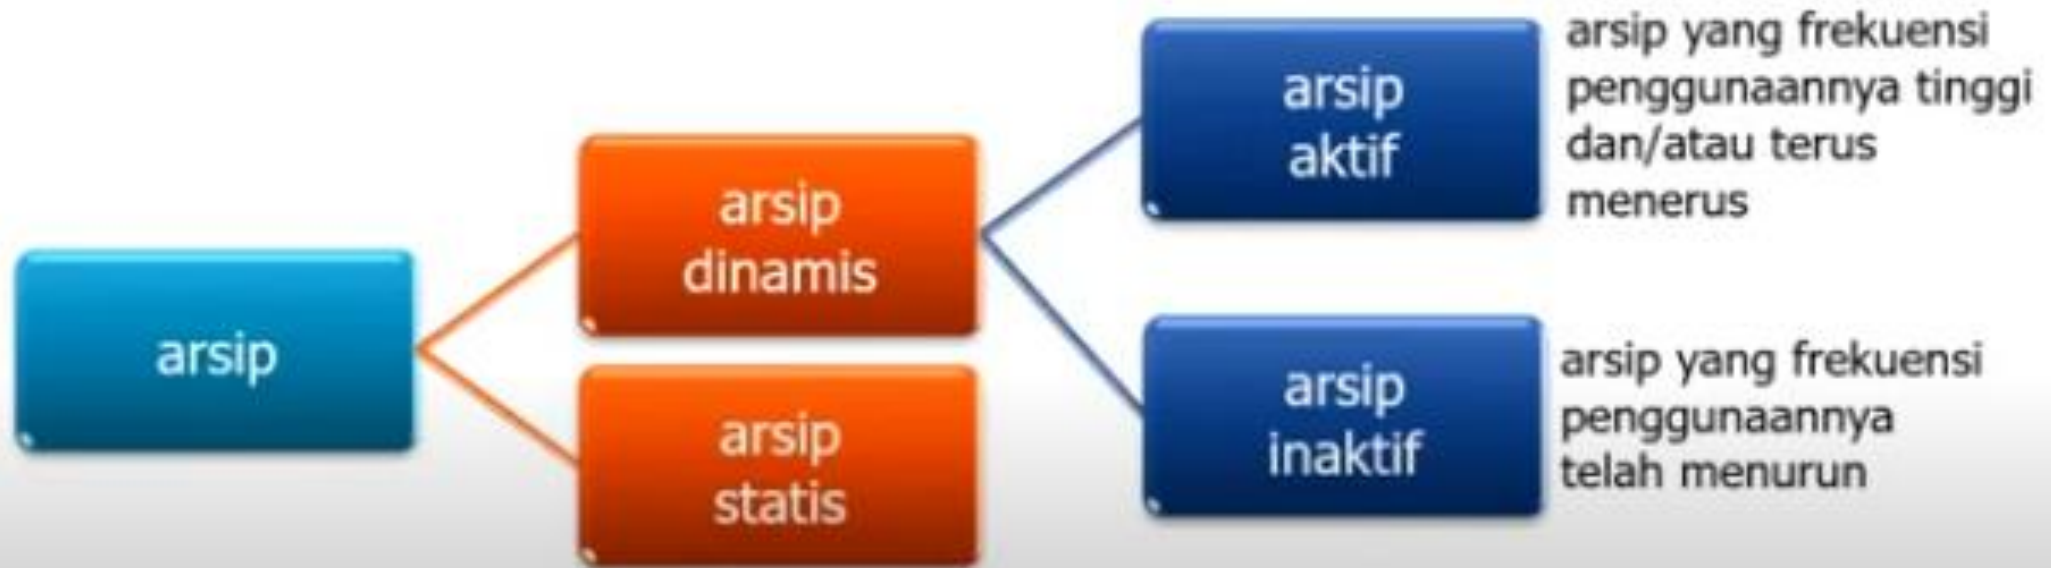 arsip
arsip
dinamis
arsip
statis
arsip
aktif
arsip yang frekuensi
penggunaannya tinggi
dan/atau terus
menerus
arsip
inaktif
arsip yang frekuensi
penggunaannya
telah menurun